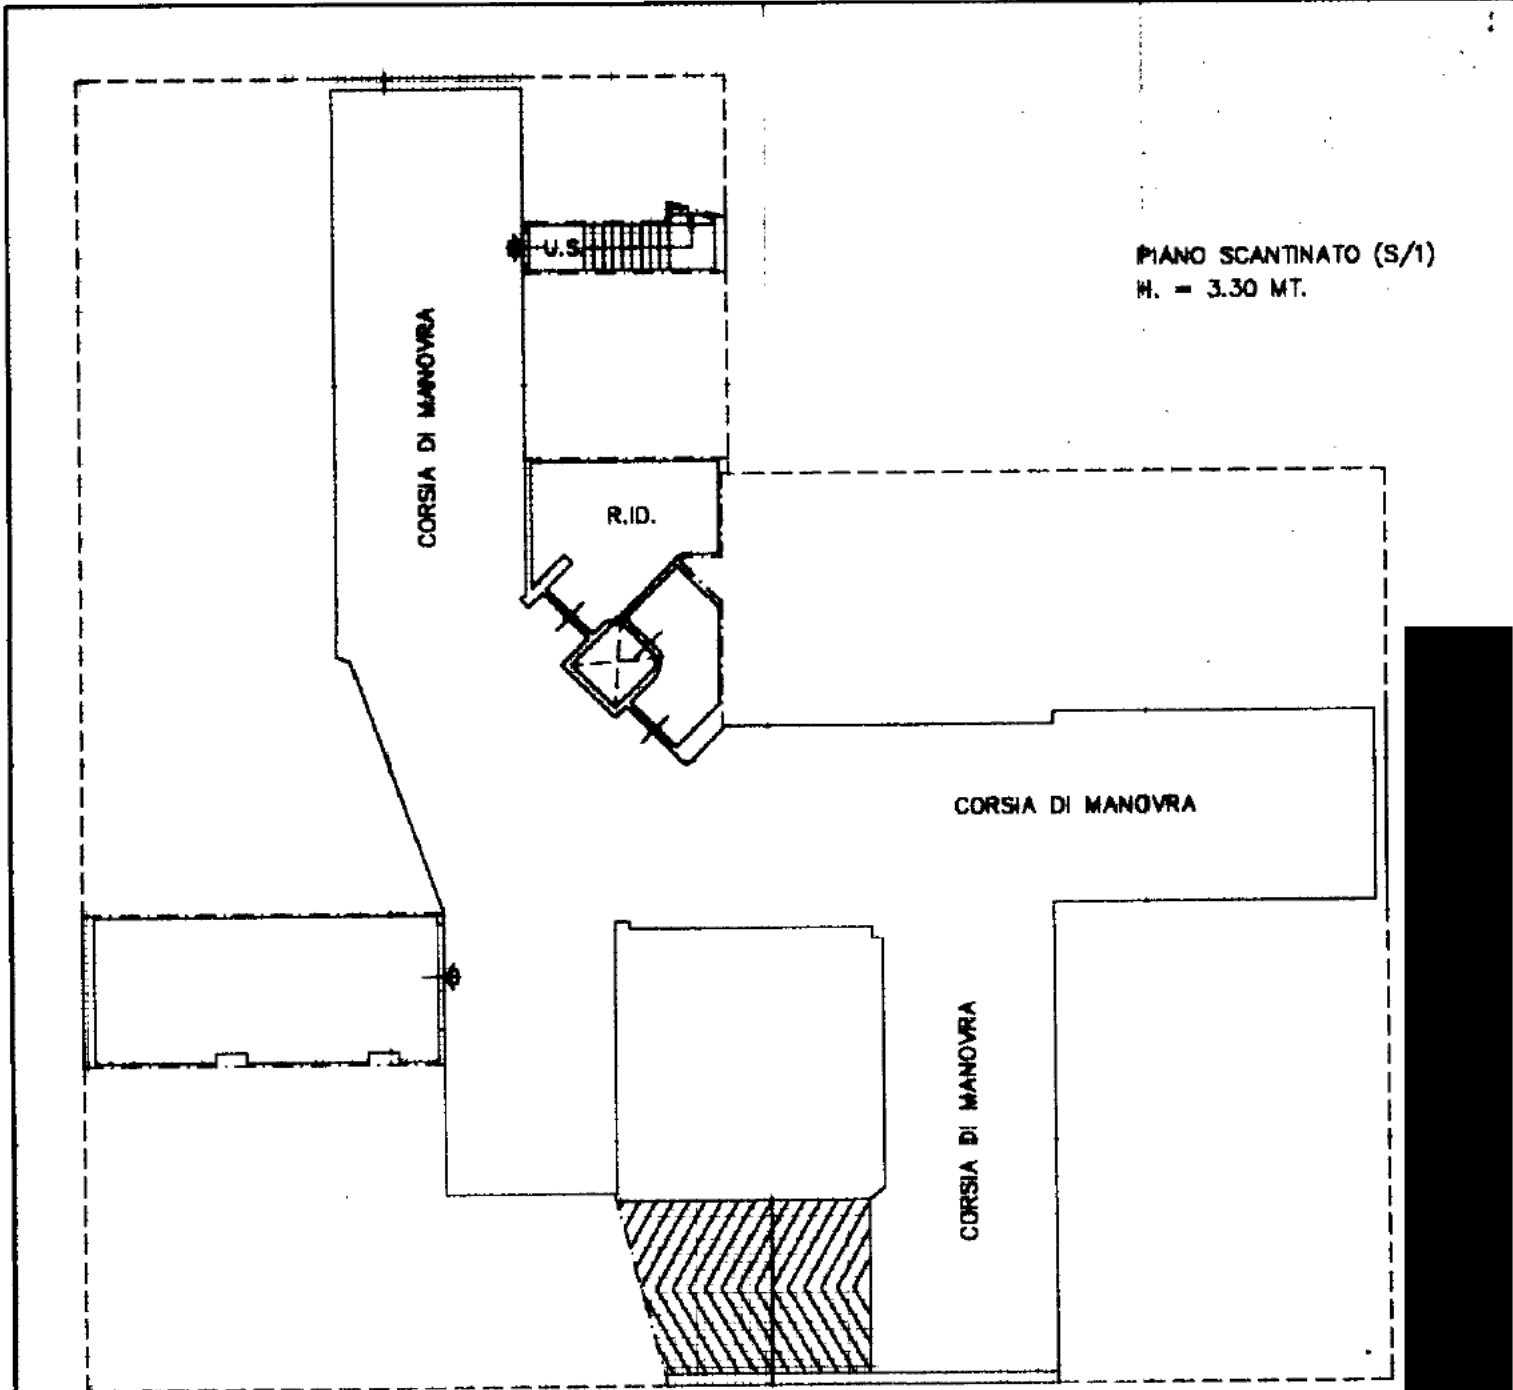 U.S.
PIANO SCANTINATO (S/1)
H. = 3.30 MT.
CORSIA DI MANOVRA
R.ID.
CORSIA DI MANOVRA
CORSIA DI MANOVRA